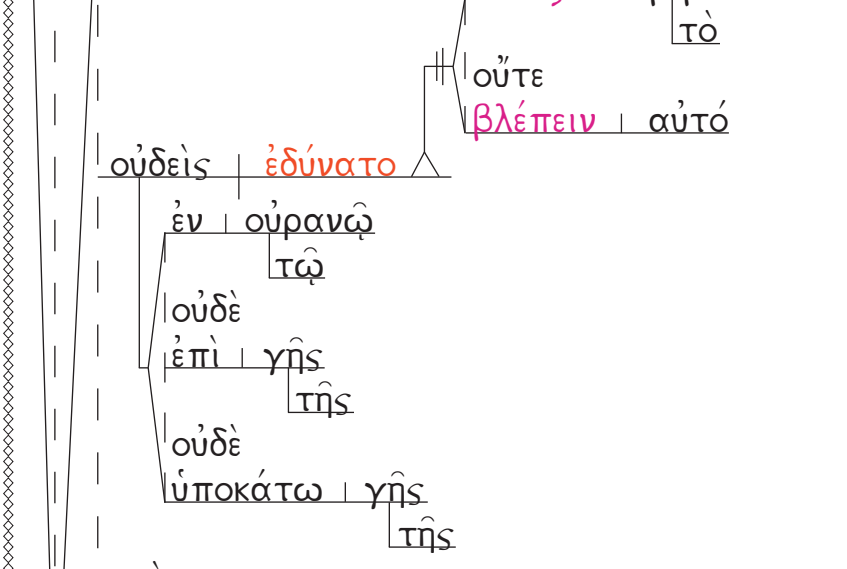 τὸ
οὔτε
βλέπειν αὐτό
οὐδεὶς ἐδύνατο
ἐν οὐρανῷ
τῷ
οὐδὲ
ἐπὶ γῆς
τῆς
οὐδὲ
ὑποκάτω γῆς
τῆς